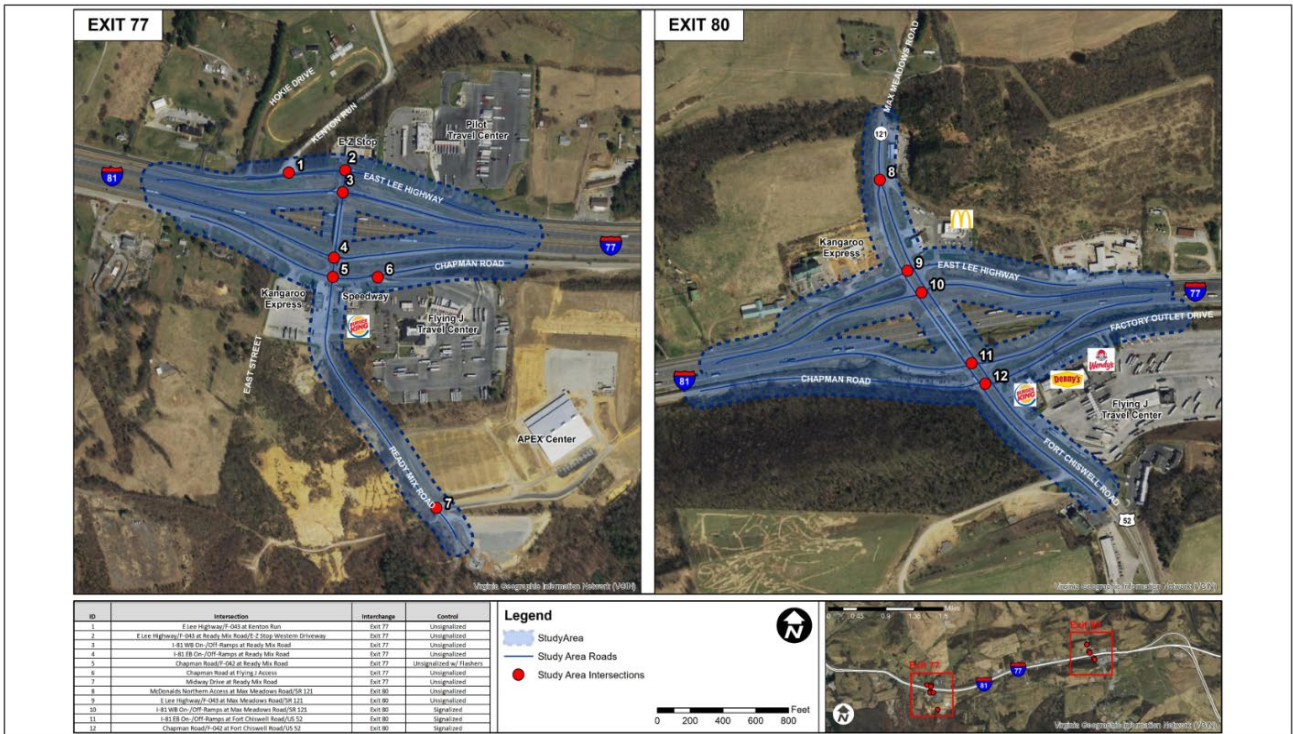 EXIT 77
HOKIE DRIVE
KENTON RUN
E-Z Stop
Pilot
Travel Center
81
1
2
EAST LEE HIGHWAY
3
77
4
CHAPMAN ROAD
5
6
Kangaroo
Express
Speedway
BURGER KING
Flying J
Travel Center
EAST STREET
APEX Center
READY MIX ROAD
7
Virginia Geographic Information Network (VGIN)
EXIT 80
MAX MEADOWS ROAD
121
8
Kangaroo
Express
9
EAST LEE HIGHWAY
10
77
FACTORY OUTLET DRIVE
11
81
CHAPMAN ROAD
12
Wendy's
Denny's
BURGER KING
Flying J
Travel Center
FORT CHISWELL ROAD
52
Virginia Geographic Information Network (VGIN)
ID Intersection Interchange Control
1 E Lee Highway/F-043 at Kenton Run Exit 77 Unsignalized
2 E Lee Highway/F-043 at Ready Mix Road/E-Z Stop Western Driveway Exit 77 Unsignalized
3 I-81 WB On-/Off-Ramps at Ready Mix Road Exit 77 Unsignalized
4 I-81 EB On-/Off-Ramps at Ready Mix Road Exit 77 Unsignalized
5 Chapman Road/F-042 at Ready Mix Road Exit 77 Unsignalized w/ Flashers
6 Chapman Road at Flying J Access Exit 77 Unsignalized
7 Midway Drive at Ready Mix Road Exit 77 Unsignalized
8 McDonalds Northern Access at Max Meadows Road/SR 121 Exit 80 Unsignalized
9 E Lee Highway/F-043 at Max Meadows Road/SR 121 Exit 80 Unsignalized
10 I-81 WB On-/Off-Ramps at Max Meadows Road/SR 121 Exit 80 Signalized
11 I-81 EB On-/Off-Ramps at Fort Chiswell Road/US 52 Exit 80 Signalized
12 Chapman Road/F-042 at Fort Chiswell Road/US 52 Exit 80 Signalized
Legend
N
Study Area
Study Area Roads
Study Area Intersections
Feet
0 200 400 600 800
Miles
Exit 80
Exit 77
77
81
N